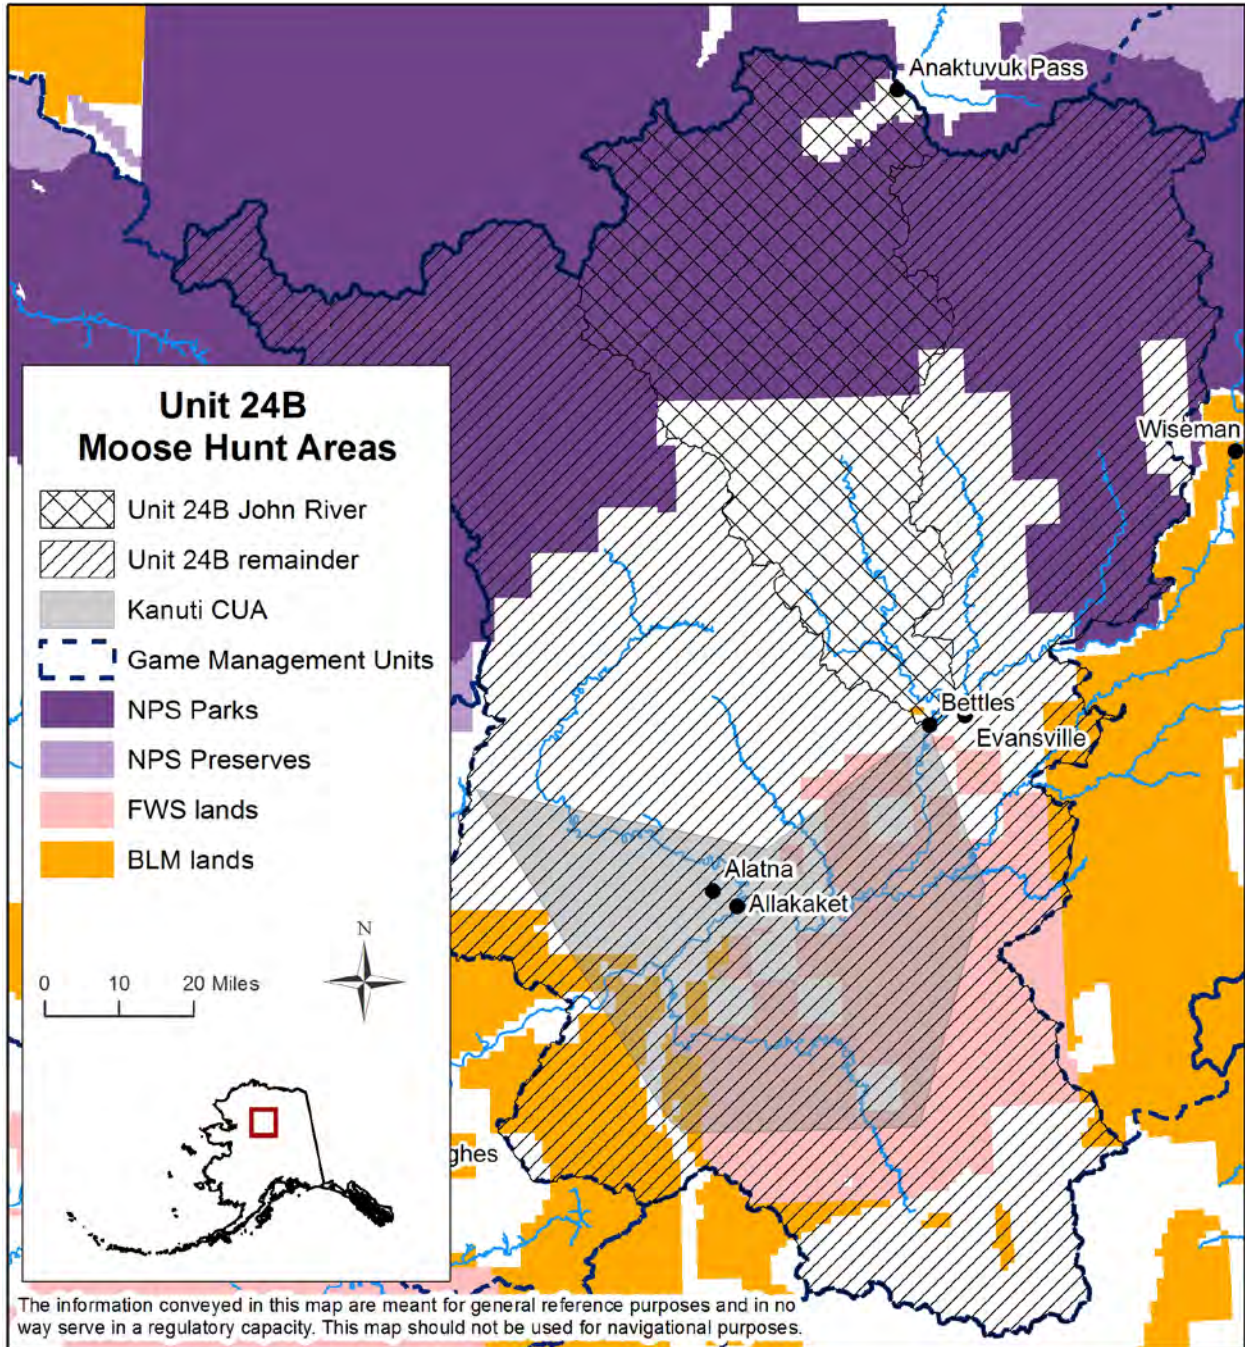 Anaktuvuk Pass
Unit 24B
Moose Hunt Areas
Wiseman
Unit 24B John River
Unit 24B remainder
Kanuti CUA
Game Management Units
NPS Parks
Bettles
NPS Preserves
Evansville
FWS lands
BLM lands
Alatna
Allakaket
N
0 10 20 Miles
ghes
The information conveyed in this map are meant for general reference purposes and in no
way serve in a regulatory capacity. This map should not be used for navigational purposes.